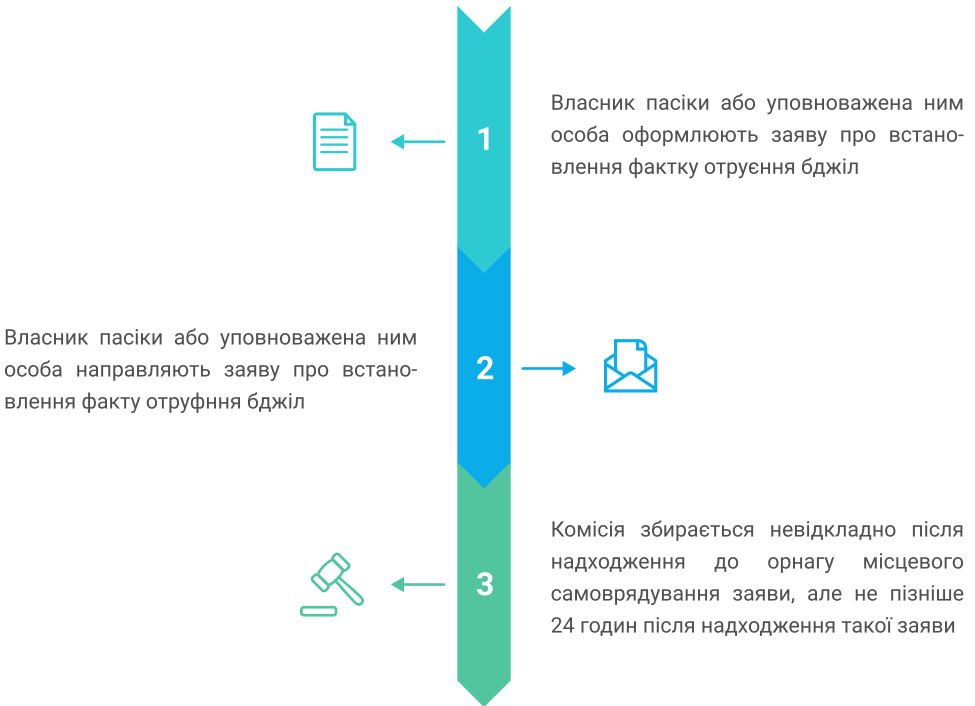 1
Власник пасіки або уповноважена ним
особа оформлюють заяву про встано-
влення фактку отруєння бджіл
Власник пасіки або уповноважена ним
особа направляють заяву про встано-
влення факту отруфння бджіл
2
3
Комісія збирається невідкладно після
надходження до орнагу місцевого
самоврядування заяви, але не пізніше
24 годин після надходження такої заяви